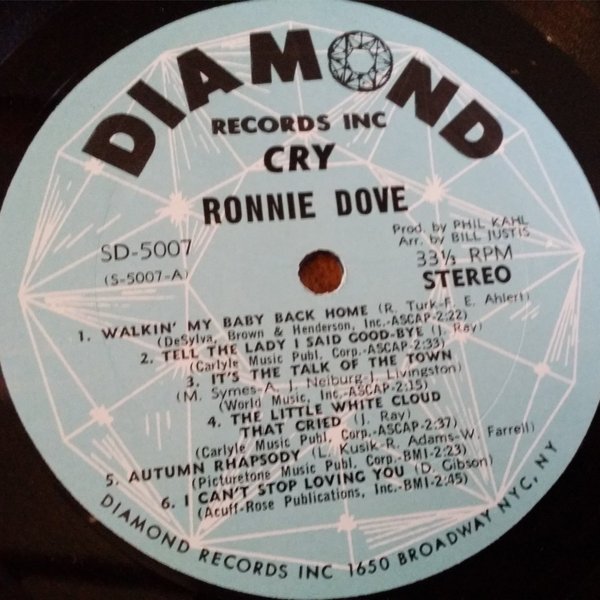 DIAMOND
RECORDS INC
CRY
RONNIE DOVE
SD-5007
(S-5007-A)
Prod. by PHIL KAHL
Arr. by BILL JUSTIS
33⅓ RPM
STEREO
1. WALKIN' MY BABY BACK HOME (R. Turk-F. E. Ahlert)
(DeSylva, Brown & Henderson, Inc.-ASCAP-2:22)
2. TELL THE LADY I SAID GOOD-BYE (J. Ray)
(Carlyle Music Publ. Corp.-ASCAP-2:33)
3. IT'S THE TALK OF THE TOWN
(M. Symes-A. J. Neiburg-J. Livingston)
(World Music, Inc.-ASCAP-2:15)
4. THE LITTLE WHITE CLOUD
THAT CRIED (J. Ray)
(Carlyle Music Publ. Corp.-ASCAP-2:37)
5. AUTUMN RHAPSODY (L. Kusik-R. Adams-W. Farrell)
(Picturetone Music Publ. Corp.-BMI-2:23)
6. I CAN'T STOP LOVING YOU (D. Gibson)
(Acuff-Rose Publications, Inc.-BMI-2:45)
DIAMOND RECORDS INC 1650 BROADWAY NYC, NY